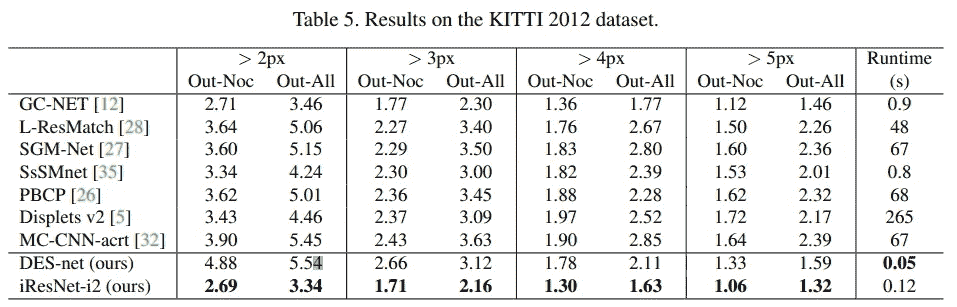 Table 5. Results on the KITTI 2012 dataset.
> 2px > 3px > 4px > 5px Runtime
Out-Noc Out-All Out-Noc Out-All Out-Noc Out-All Out-Noc Out-All (s)
GC-NET [12] 2.71 3.46 1.77 2.30 1.36 1.77 1.12 1.46 0.9
L-ResMatch [28] 3.64 5.06 2.27 3.40 1.76 2.67 1.50 2.26 48
SGM-Net [27] 3.60 5.15 2.29 3.50 1.83 2.80 1.60 2.36 67
SsSMnet [35] 3.34 4.24 2.30 3.00 1.82 2.39 1.53 2.01 0.8
PBCP [26] 3.62 5.01 2.36 3.45 1.88 2.28 1.62 2.32 68
Displets v2 [5] 3.43 4.46 2.37 3.09 1.97 2.52 1.72 2.17 265
MC-CNN-acrt [32] 3.90 5.45 2.43 3.63 1.90 2.85 1.64 2.39 67
DES-net (ours) 4.88 5.54 2.66 3.12 1.78 2.11 1.33 1.59 0.05
iResNet-i2 (ours) 2.69 3.34 1.71 2.16 1.30 1.63 1.06 1.32 0.12